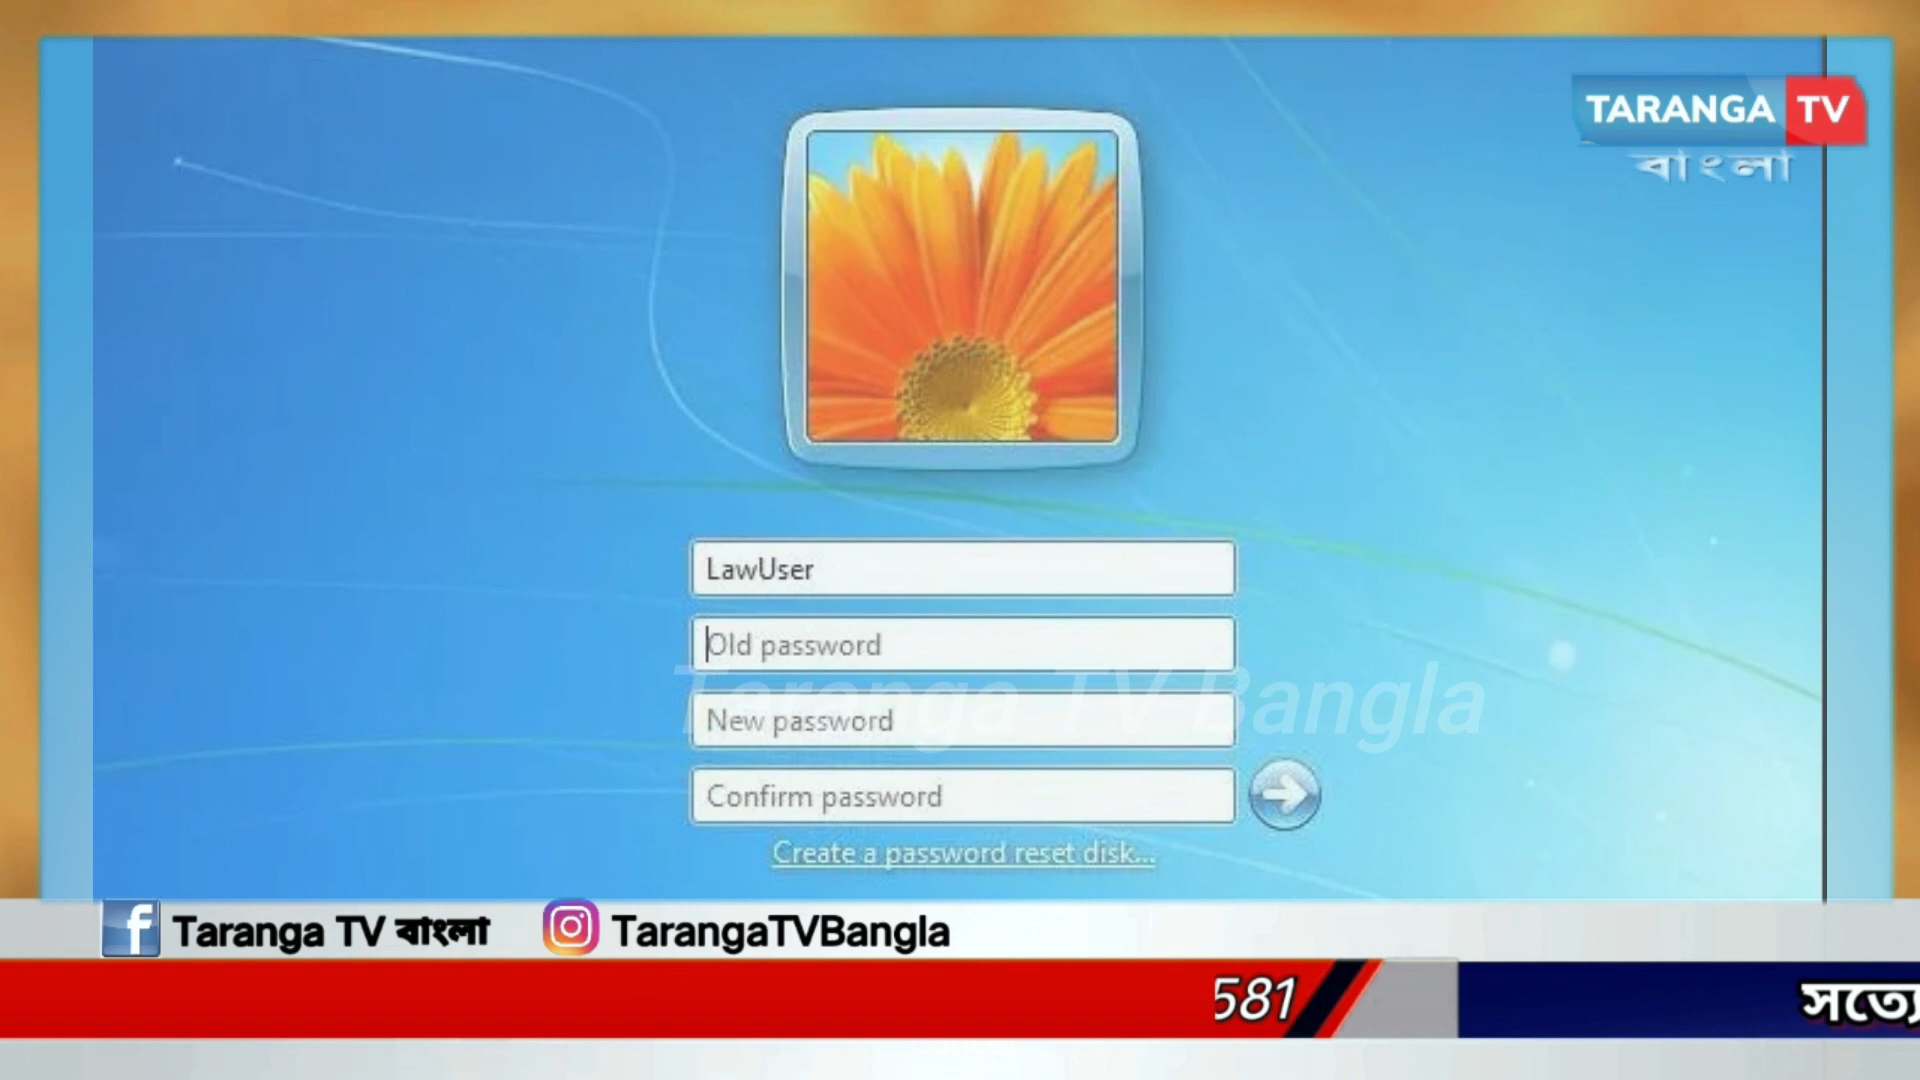 TARANGA TV
বাংলা
LawUser
Old password
New password
Taranga TV Bangla
Confirm password
Create a password reset disk...
Taranga TV বাংলা
TarangaTVBangla
581
সত্যে